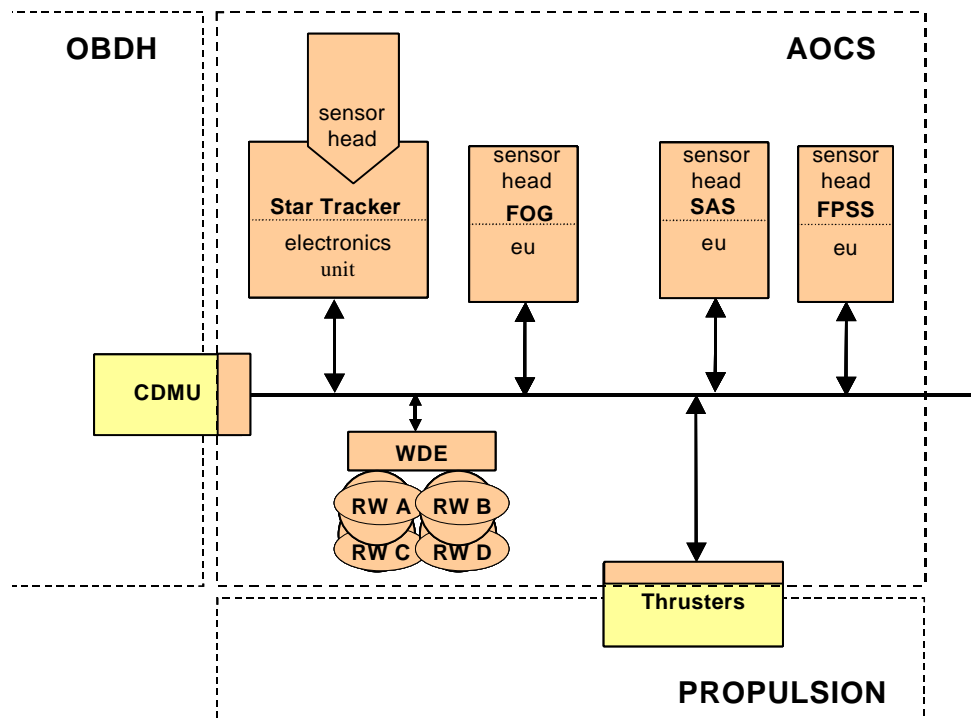 OBDH
AOCS
sensor
head
Star Tracker
electronics
unit
sensor
head
FOG
eu
sensor
head
SAS
eu
sensor
head
FPSS
eu
CDMU
WDE
RW A
RW B
RW C
RW D
Thrusters
PROPULSION